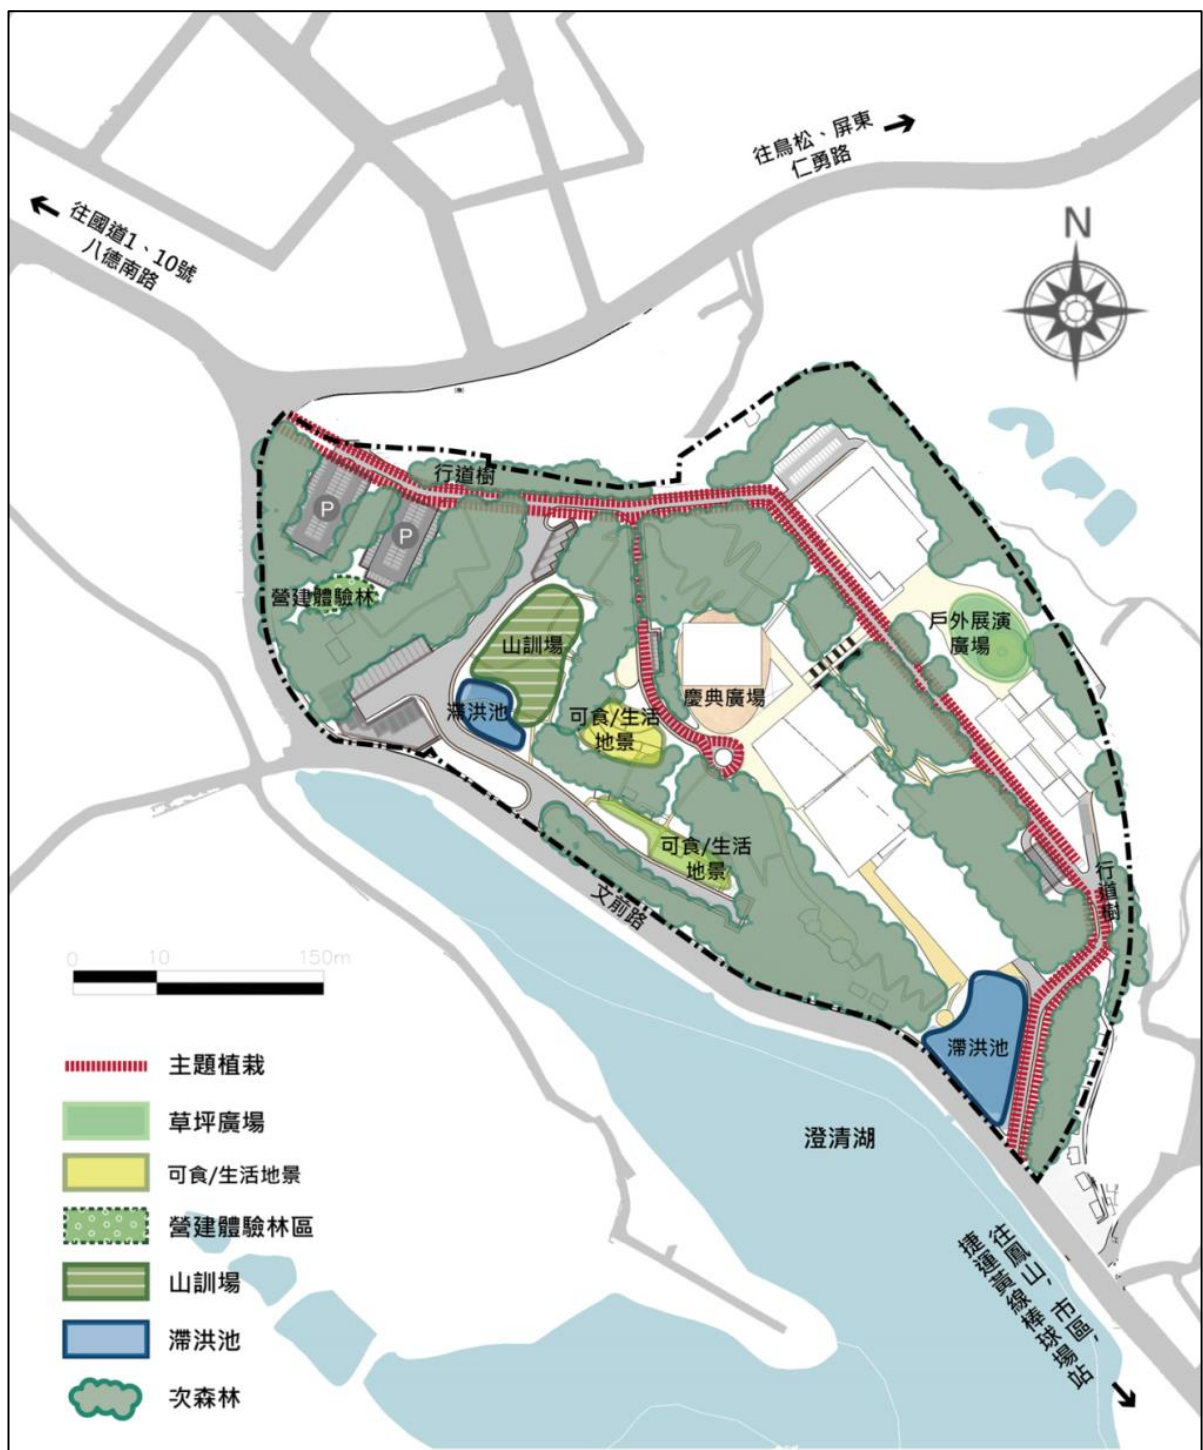 往鳥松、屏東
仁勇路
往國道1、10號
八德南路
N
行道樹
P
P
營建體驗林
山訓場
戶外展演
廣場
滯洪池
可食/生活
地景
慶典廣場
可食/生活
地景
行道樹
文前路
滯洪池
0 10 150m
澄清湖
往鳳山，市區，
捷運黃線棒球場站
主題植栽
草坪廣場
可食/生活地景
營建體驗林區
山訓場
滯洪池
次森林